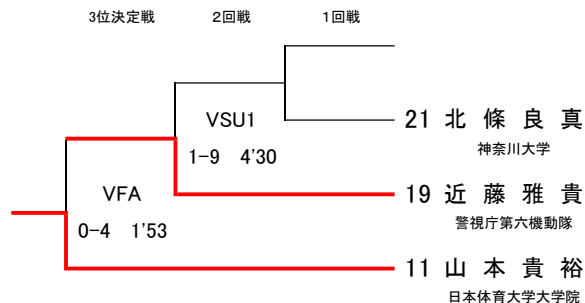 3位決定戦 2回戦 1回戦
VSU1
21 北 條 良 真
1-9 4'30
神奈川大学
VFA
19 近 藤 雅 貴
0-4 1'53
警視庁第六機動隊
11 山 本 貴 裕
日本体育大学大学院